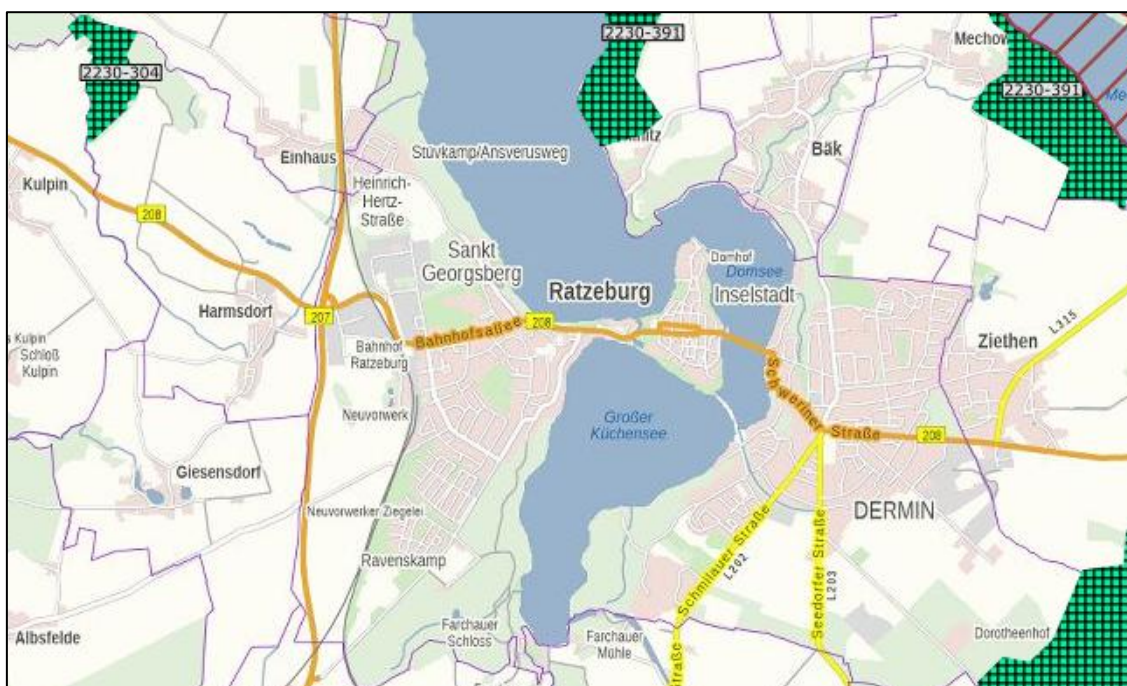 2230-391
Mechow
2230-304
2230-391
Einhaus
Stüvkamp/Ansverusweg
Bäk
Kulpin
Heinrich-
Hertz-
Straße
208
Sankt
Georgsberg
Domhof
Domsee
Ratzeburg
Inselstadt
Harmsdorf
207
Bahnhofsallee
208
L315
Ziethen
s Kulpin
Schloß
Kulpin
Bahnhof
Ratzeburg
Neuvorwerk
Großer
Küchensee
Schweriner Straße
208
Giesensdorf
Neuvorwerker Ziegelei
DERMIN
Ravenskamp
Schmilauer Straße
L202
Seedorfer Straße
L203
Albsfelde
Farchauer
Schloss
Farchauer
Mühle
Straße
Dorotheenhof